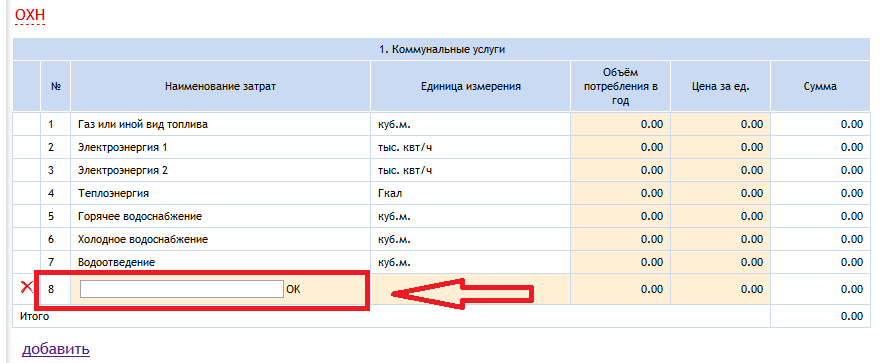 ОХН
1. Коммунальные услуги
№ Наименование затрат Единица измерения Объём потребления в год Цена за ед. Сумма
1 Газ или иной вид топлива куб.м. 0.00 0.00 0.00
2 Электроэнергия 1 тыс. квт/ч 0.00 0.00 0.00
3 Электроэнергия 2 тыс. квт/ч 0.00 0.00 0.00
4 Теплоэнергия Гкал 0.00 0.00 0.00
5 Горячее водоснабжение куб.м. 0.00 0.00 0.00
6 Холодное водоснабжение куб.м. 0.00 0.00 0.00
7 Водоотведение куб.м. 0.00 0.00 0.00
8 ОК 0.00 0.00 0.00
Итого 0.00
добавить